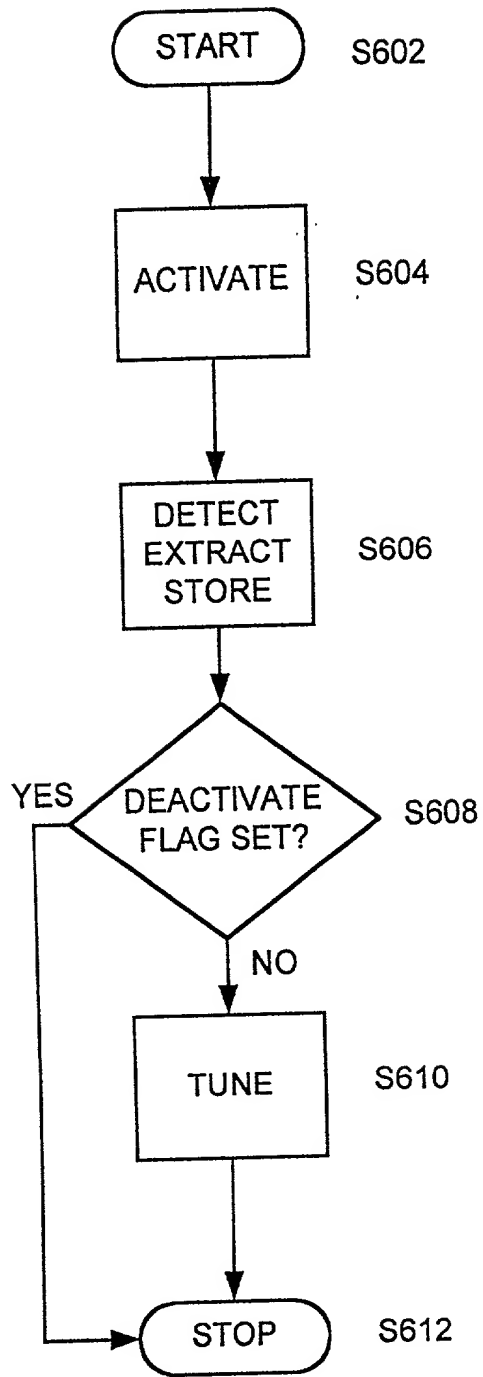 START
S602
ACTIVATE
S604
DETECT
EXTRACT
STORE
S606
YES
DEACTIVATE
FLAG SET?
S608
NO
TUNE
S610
STOP
S612